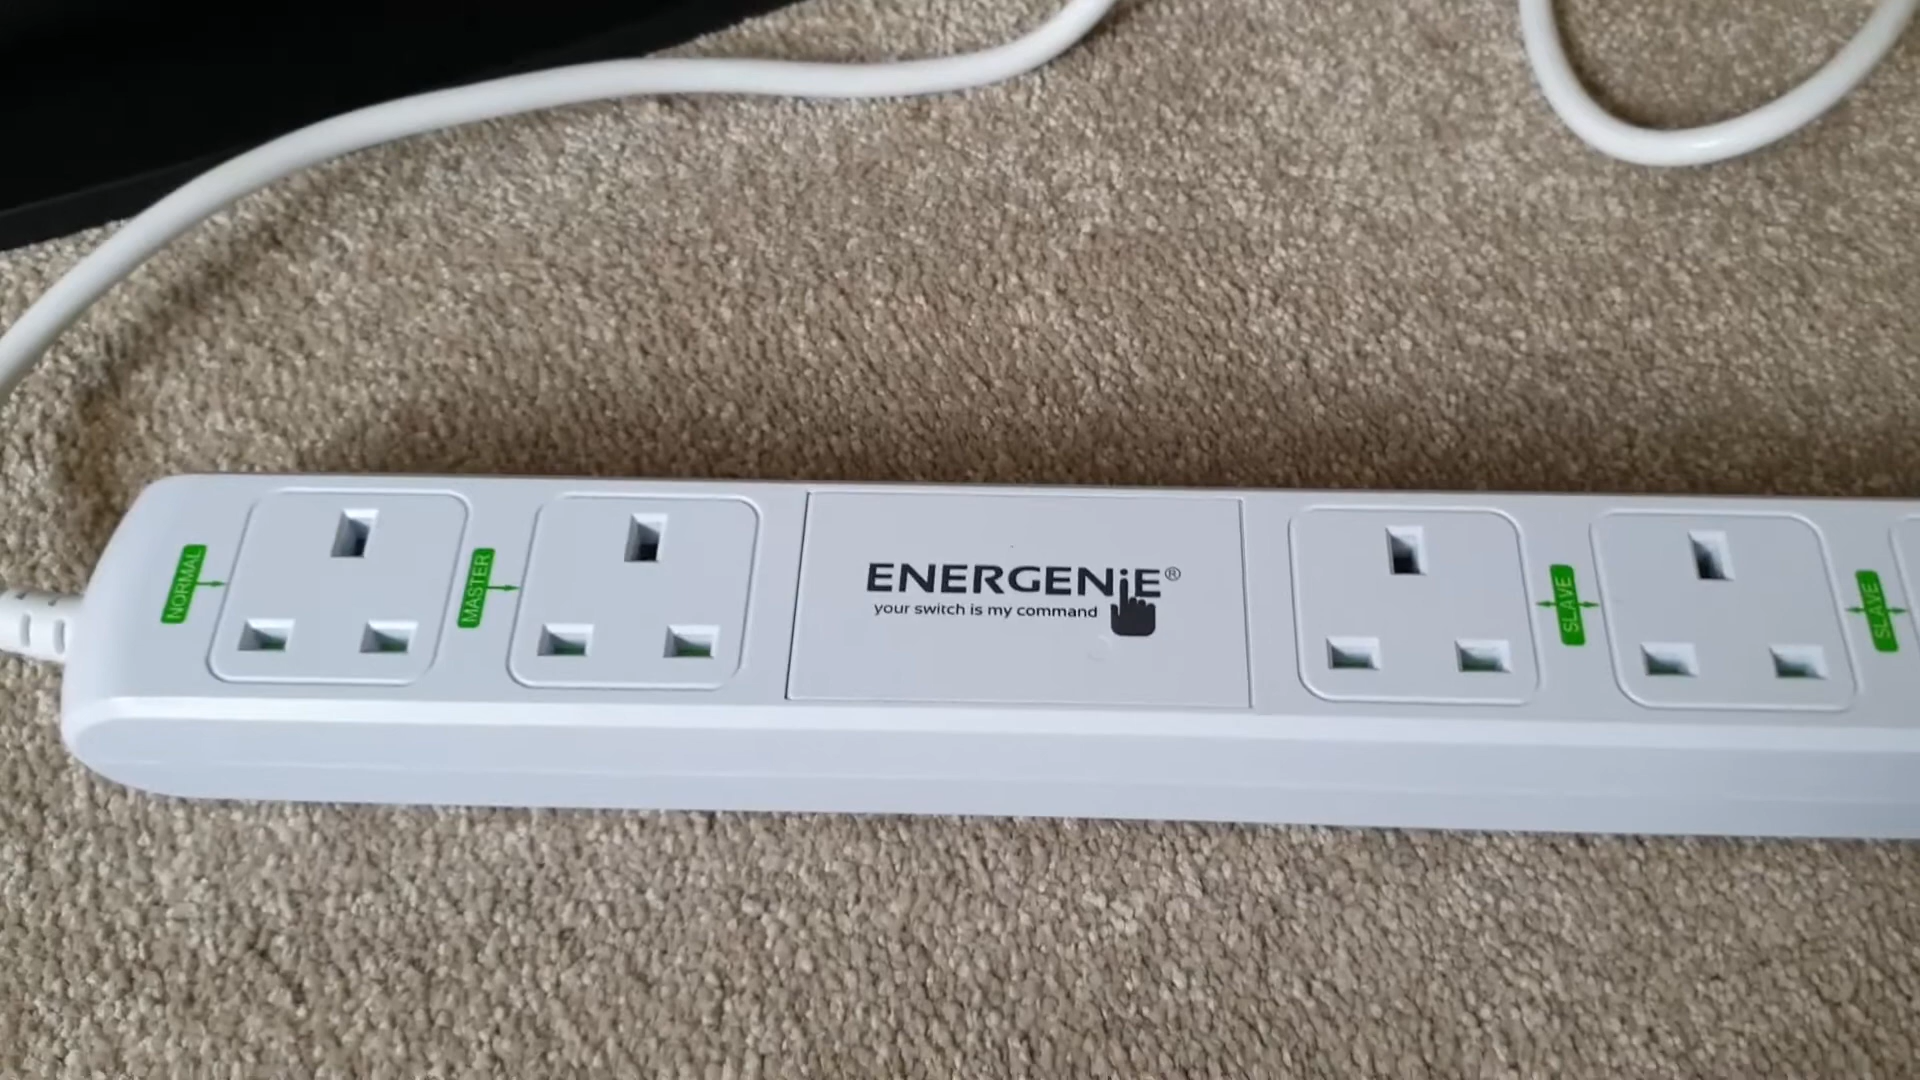 NORMAL
MASTER
ENERGENiE®
your switch is my command
SLAVE
SLAVE